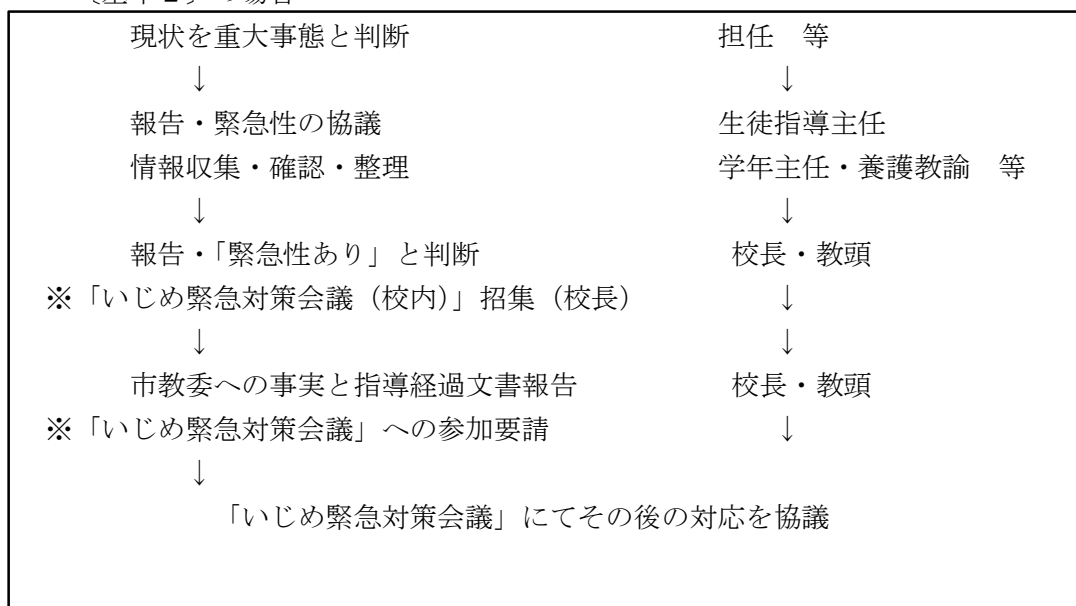 現状を重大事態と判断　担任　等
↓　↓
報告・緊急性の協議　生徒指導主任
情報収集・確認・整理　学年主任・養護教諭　等
↓　↓
報告・「緊急性あり」と判断　校長・教頭
※「いじめ緊急対策会議（校内）」招集（校長）　↓
↓　↓
市教委への事実と指導経過文書報告　校長・教頭
※「いじめ緊急対策会議」への参加要請　↓
↓
「いじめ緊急対策会議」にてその後の対応を協議